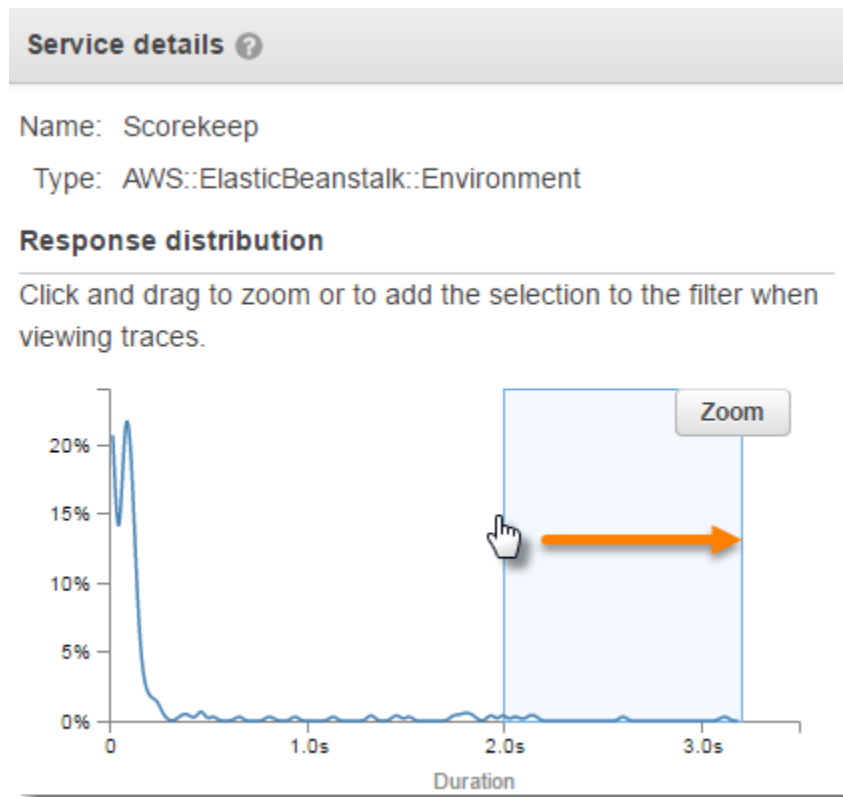 Service details ?
Name: Scorekeep
Type: AWS::ElasticBeanstalk::Environment
Response distribution
Click and drag to zoom or to add the selection to the filter when
viewing traces.
Zoom
20%
15%
10%
5%
0%
0 1.0s 2.0s 3.0s
Duration